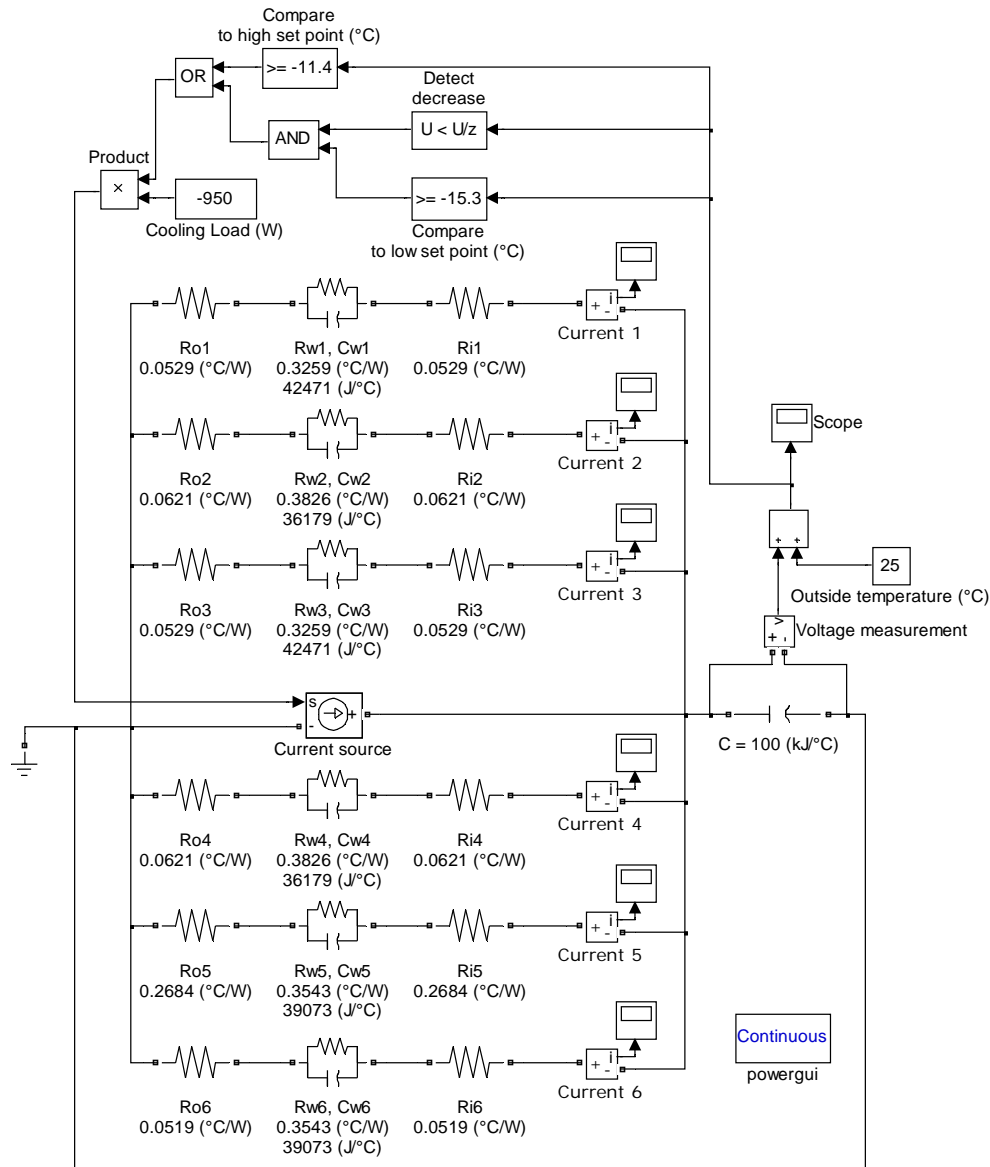 Compare
to high set point (°C)
>= -11.4
OR
Detect
decrease
U < U/z
AND
Product
×
-950
Cooling Load (W)
>= -15.3
Compare
to low set point (°C)
i
+
-
Current 1
Ro1
0.0529 (°C/W)
Rw1, Cw1
0.3259 (°C/W)
42471 (J/°C)
Ri1
0.0529 (°C/W)
i
+
-
Current 2
Ro2
0.0621 (°C/W)
Rw2, Cw2
0.3826 (°C/W)
36179 (J/°C)
Ri2
0.0621 (°C/W)
Scope
i
+
-
Current 3
Ro3
0.0529 (°C/W)
Rw3, Cw3
0.3259 (°C/W)
42471 (J/°C)
Ri3
0.0529 (°C/W)
+ +
25
Outside temperature (°C)
v
+ -
Voltage measurement
s
-
+
Current source
C = 100 (kJ/°C)
i
+
-
Current 4
Ro4
0.0621 (°C/W)
Rw4, Cw4
0.3826 (°C/W)
36179 (J/°C)
Ri4
0.0621 (°C/W)
i
+
-
Current 5
Ro5
0.2684 (°C/W)
Rw5, Cw5
0.3543 (°C/W)
39073 (J/°C)
Ri5
0.2684 (°C/W)
i
+
-
Current 6
Ro6
0.0519 (°C/W)
Rw6, Cw6
0.3543 (°C/W)
39073 (J/°C)
Ri6
0.0519 (°C/W)
Continuous
powergui